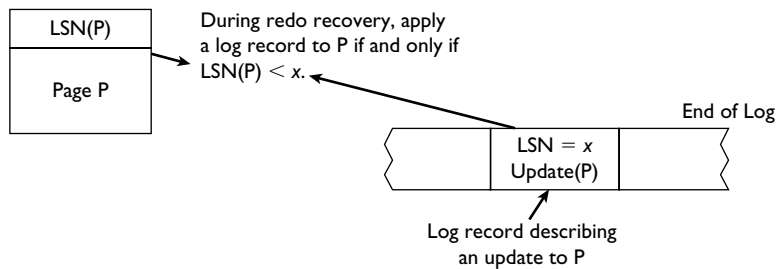 LSN(P)
Page P
During redo recovery, apply
a log record to P if and only if
LSN(P) < x.
End of Log
LSN = x
Update(P)
Log record describing
an update to P